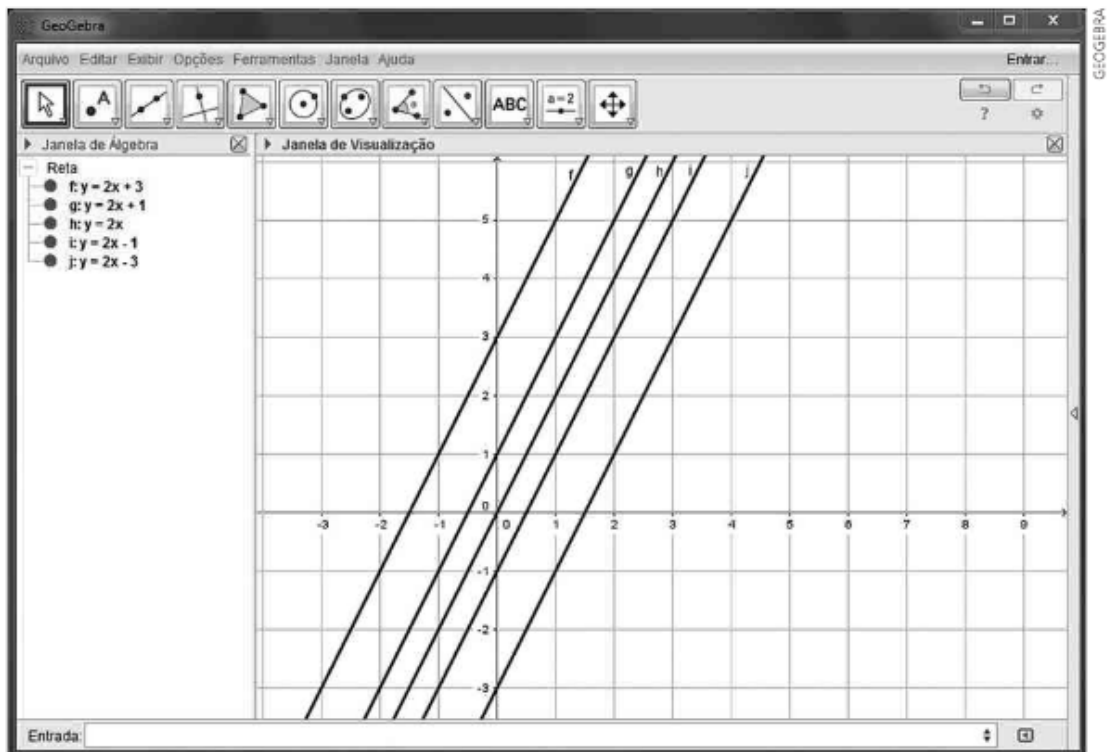 GeoGebra
GEOGEBRA
Arquivo Editar Exibir Opções Ferramentas Janela Ajuda
Entrar...
A
ABC
a=2
?
Janela de Álgebra
Janela de Visualização
Reta
f: y = 2x + 3
g: y = 2x + 1
h: y = 2x
i: y = 2x - 1
j: y = 2x - 3
f g h i j
5
4
3
2
1
0
-3 -2 -1 0 1 2 3 4 5 6 7 8 9
-1
-2
-3
Entrada: